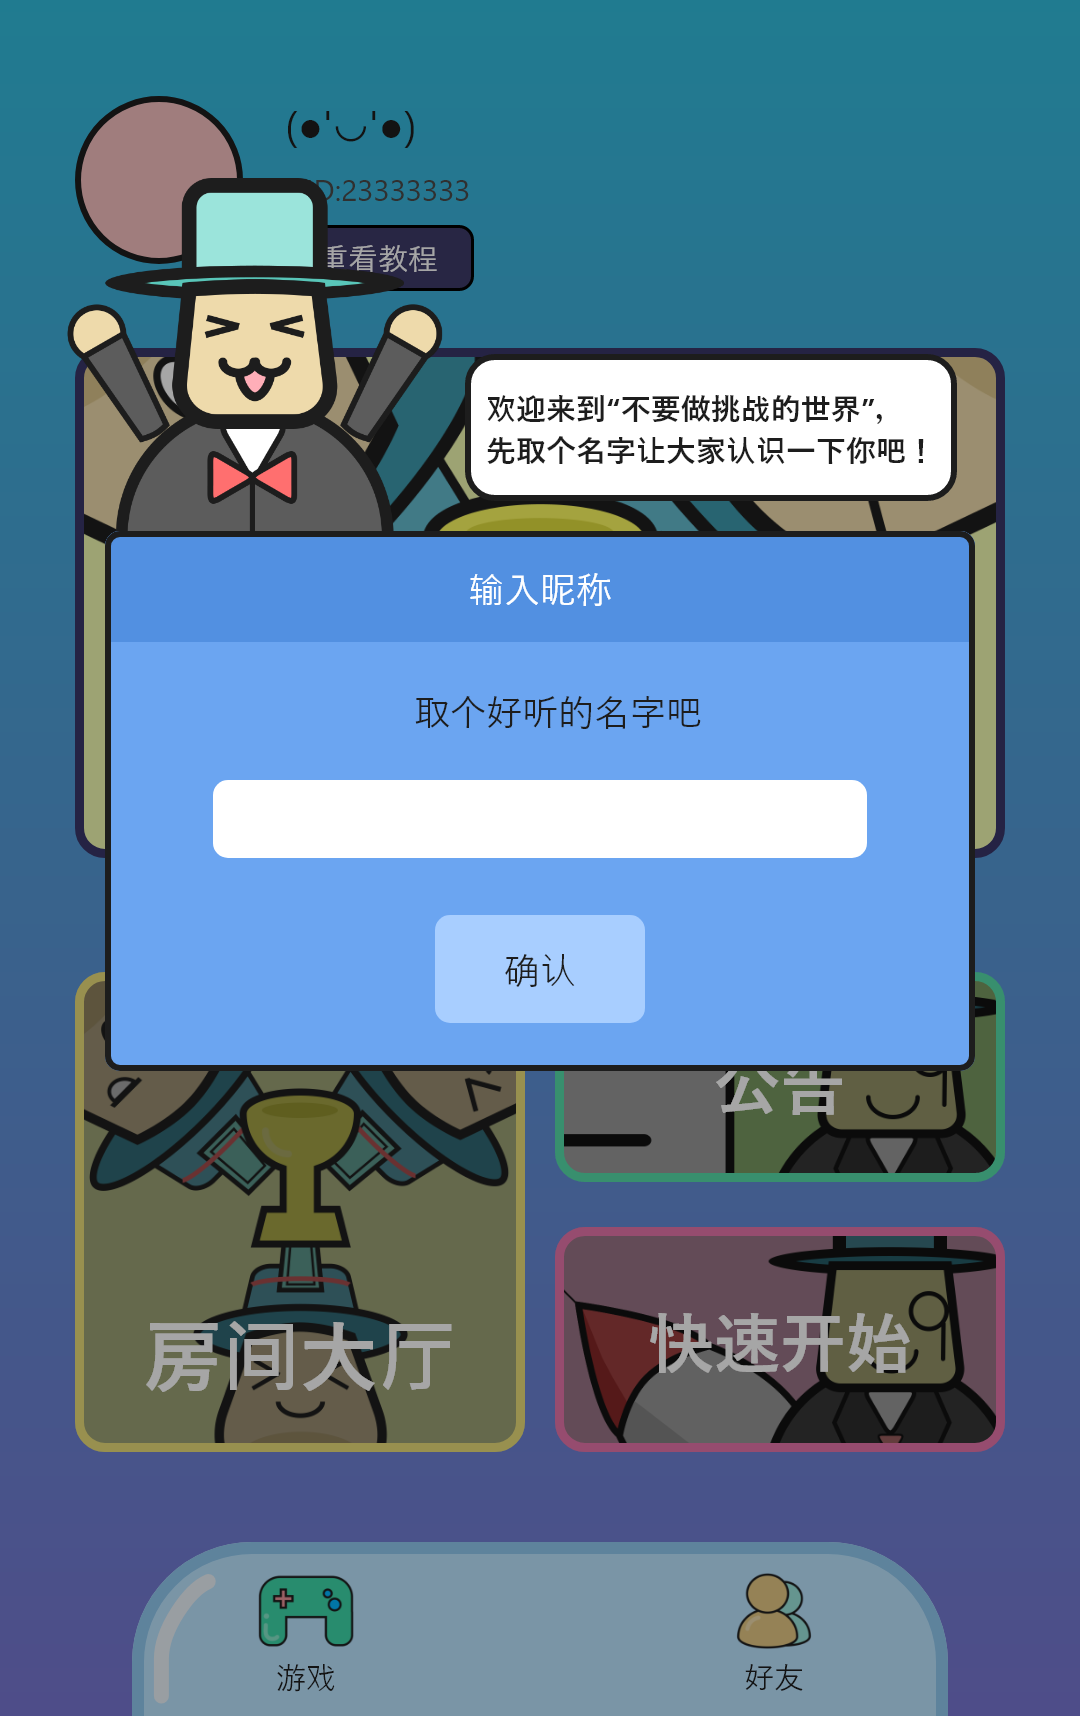 (●'◡'●)
D:23333333
重看教程
欢迎来到“不要做挑战的世界”，
先取个名字让大家认识一下你吧！
输入昵称
取个好听的名字吧
确认
公告
房间大厅
快速开始
游戏
好友